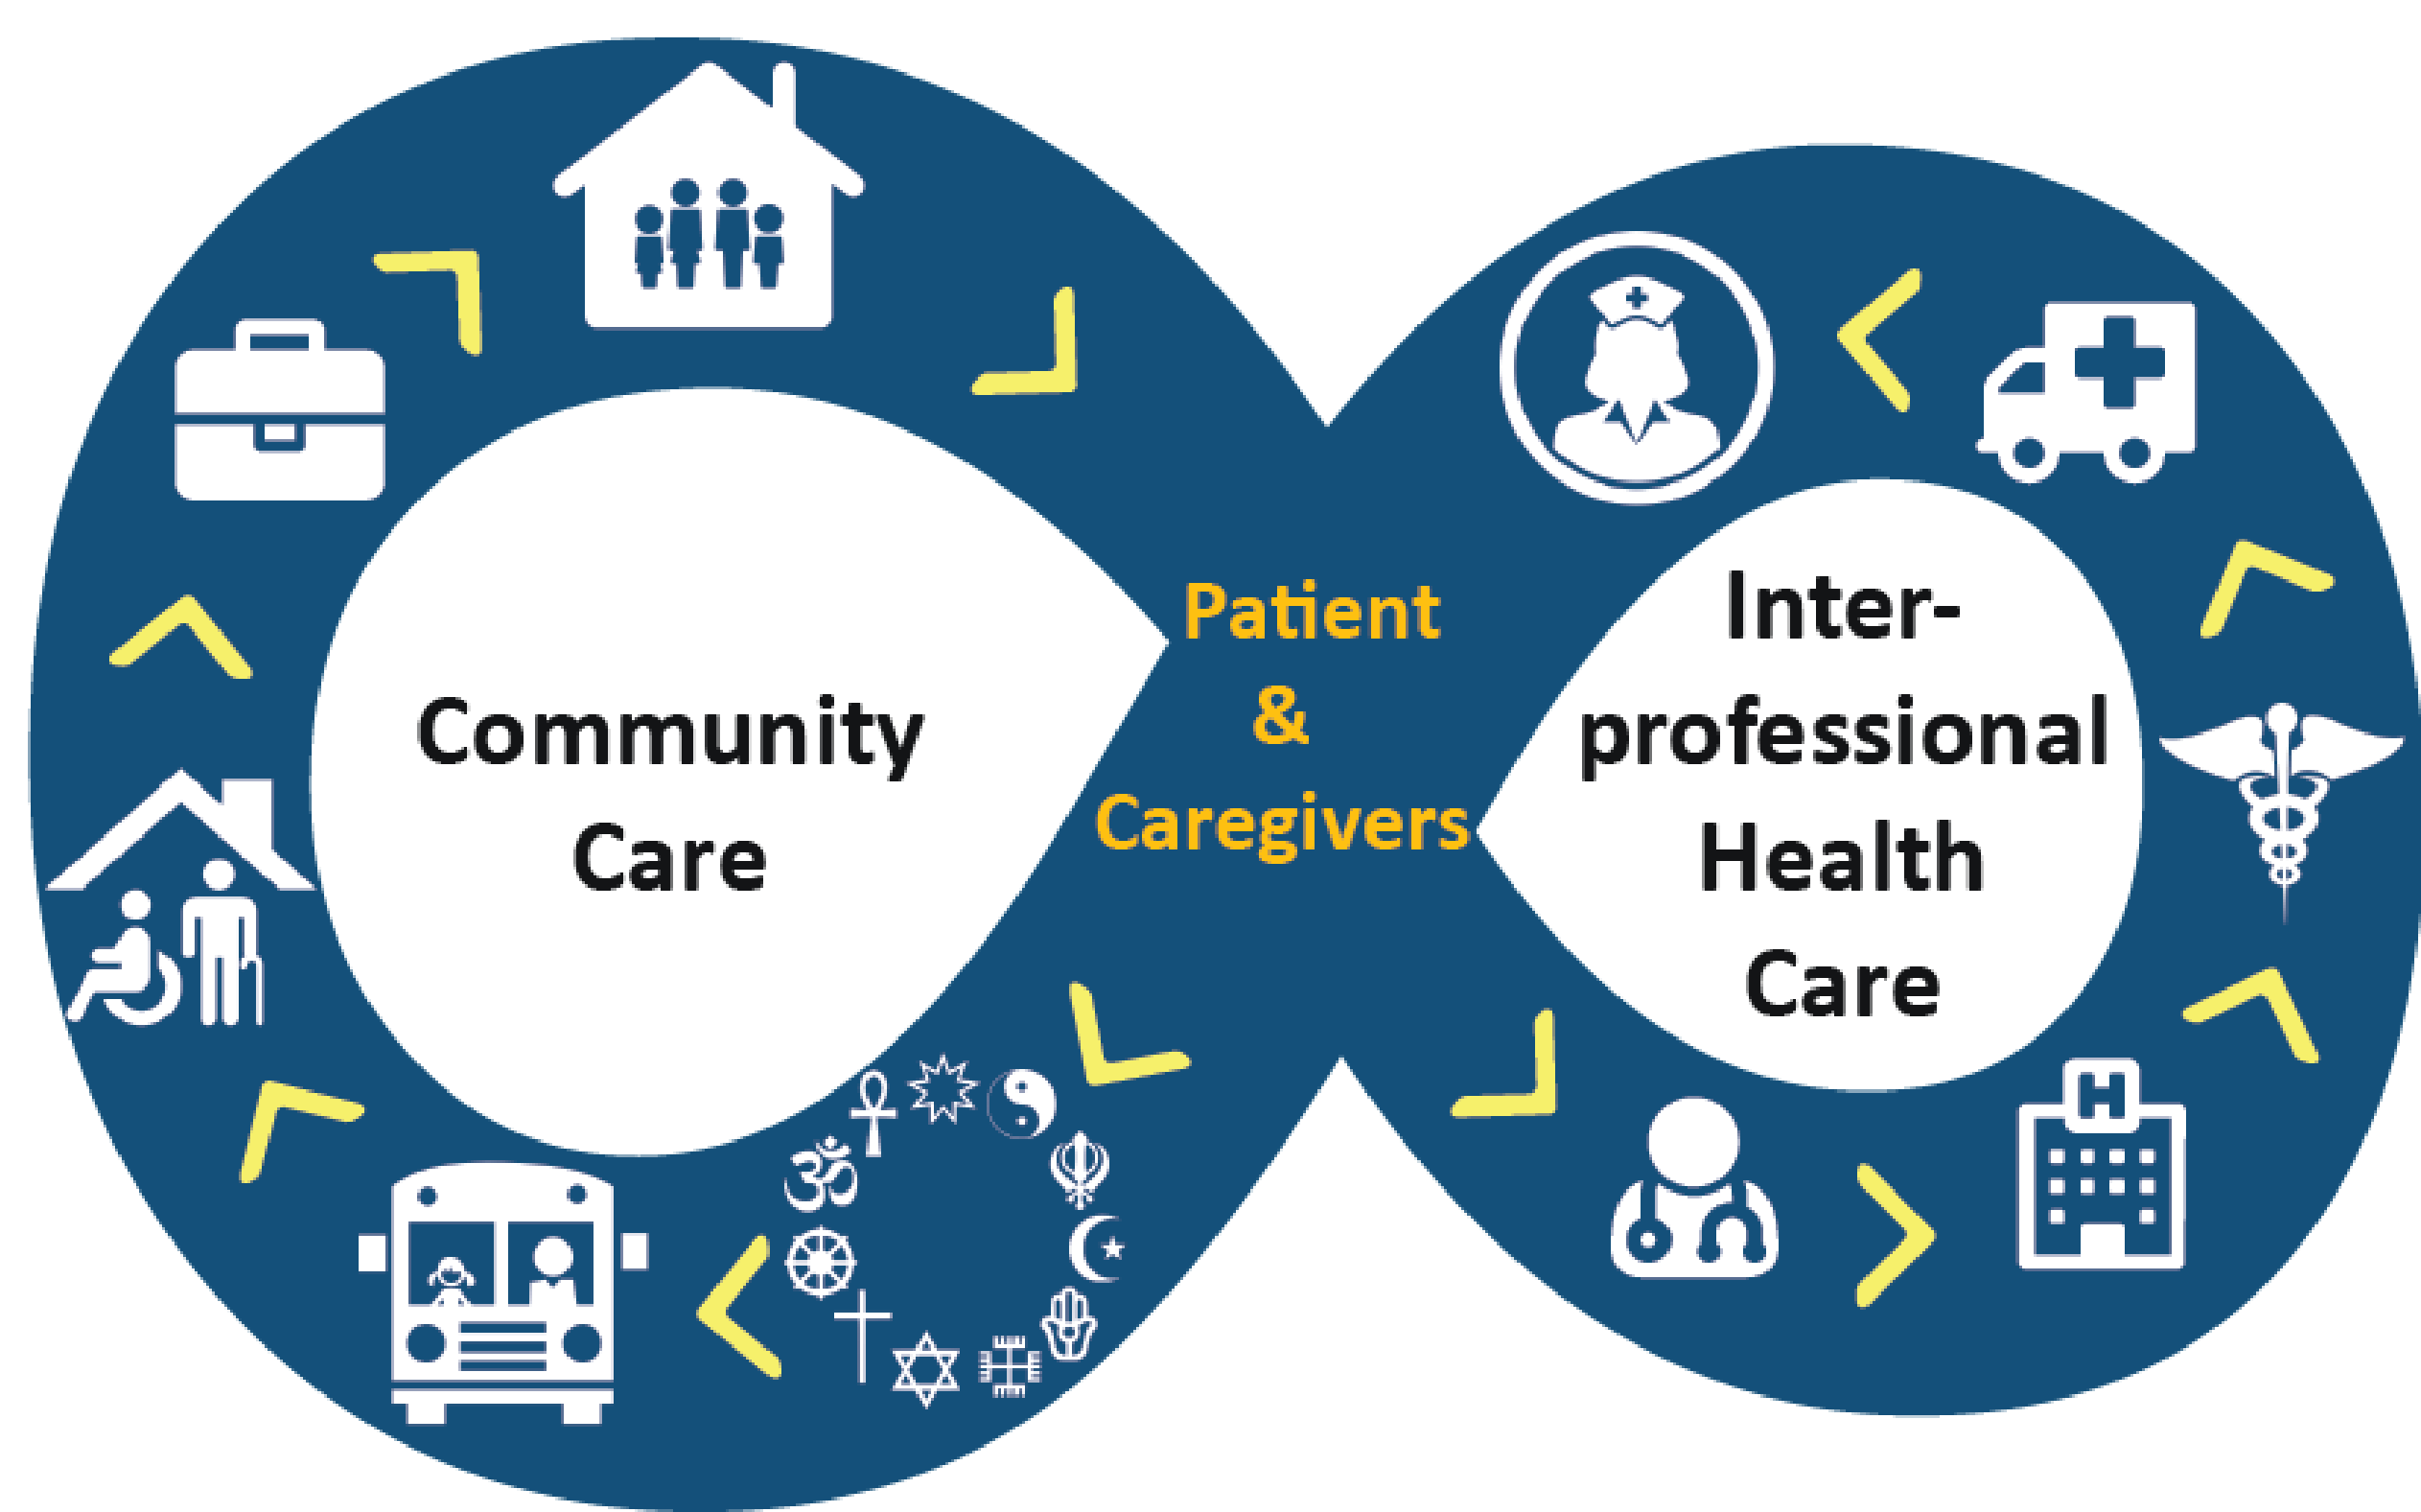 Community
Care
Patient
&
Caregivers
Inter-
professional
Health
Care
H